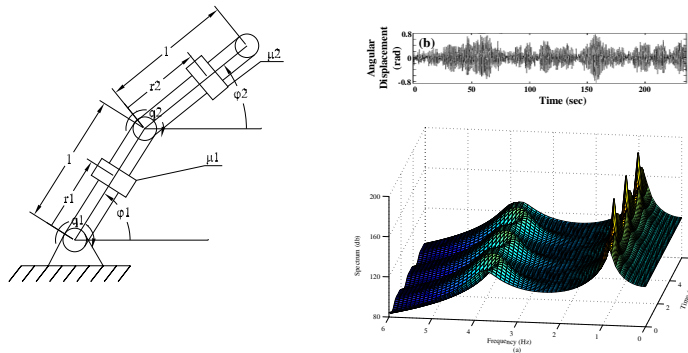 l
r2
μ2
φ2
q2
l
r1
μ1
φ1
q1
(b)
Angular
Displacement
(rad)
0.8
0
-0.8
0 50 100 150 200
Time (sec)
Spectrum (db)
200
160
120
80
6 5 4 3 2 1 0
Frequency (Hz)
(a)
0
2
4